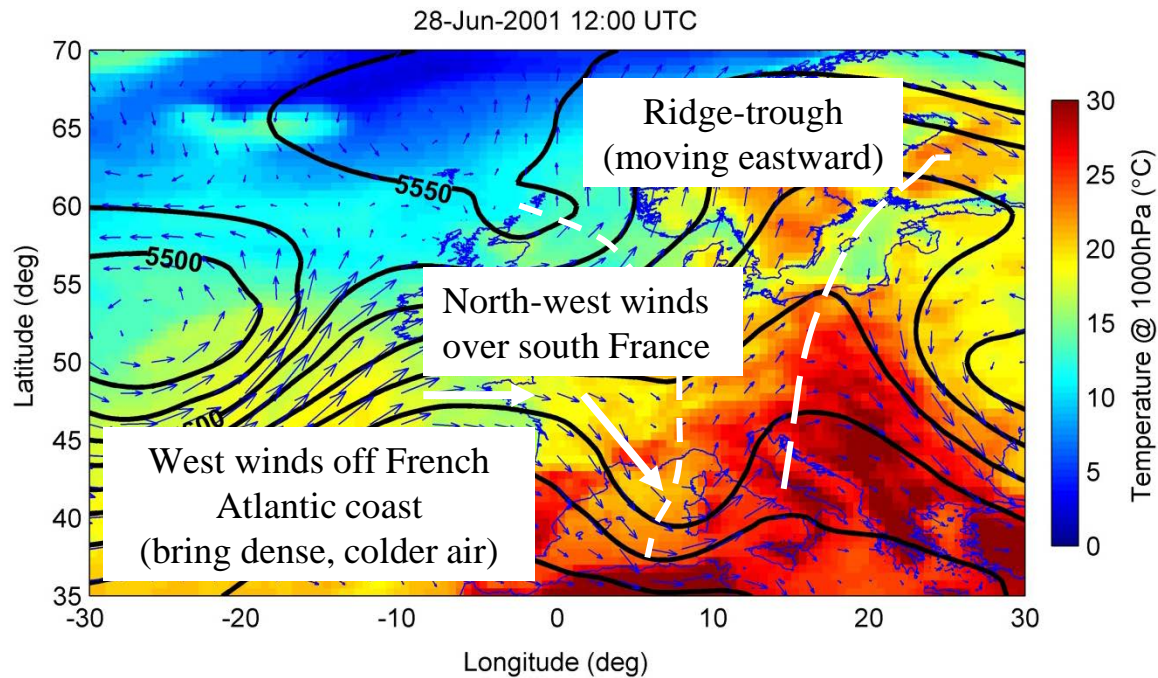 28-Jun-2001 12:00 UTC
70
65
60
55
50
45
40
35
Latitude (deg)
5550
5500
Ridge-trough
(moving eastward)
North-west winds
over south France
West winds off French
Atlantic coast
(bring dense, colder air)
-30
-20
-10
0
10
20
30
Longitude (deg)
30
25
20
15
10
5
0
Temperature @ 1000hPa (°C)